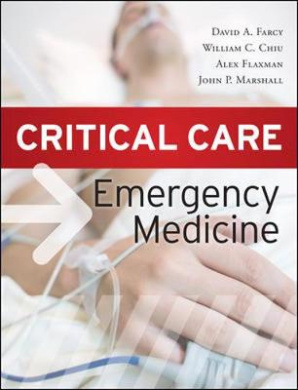 DAVID A. FARCY
WILLIAM C. CHIU
ALEX FLAXMAN
JOHN P. MARSHALL
CRITICAL CARE
Emergency
Medicine